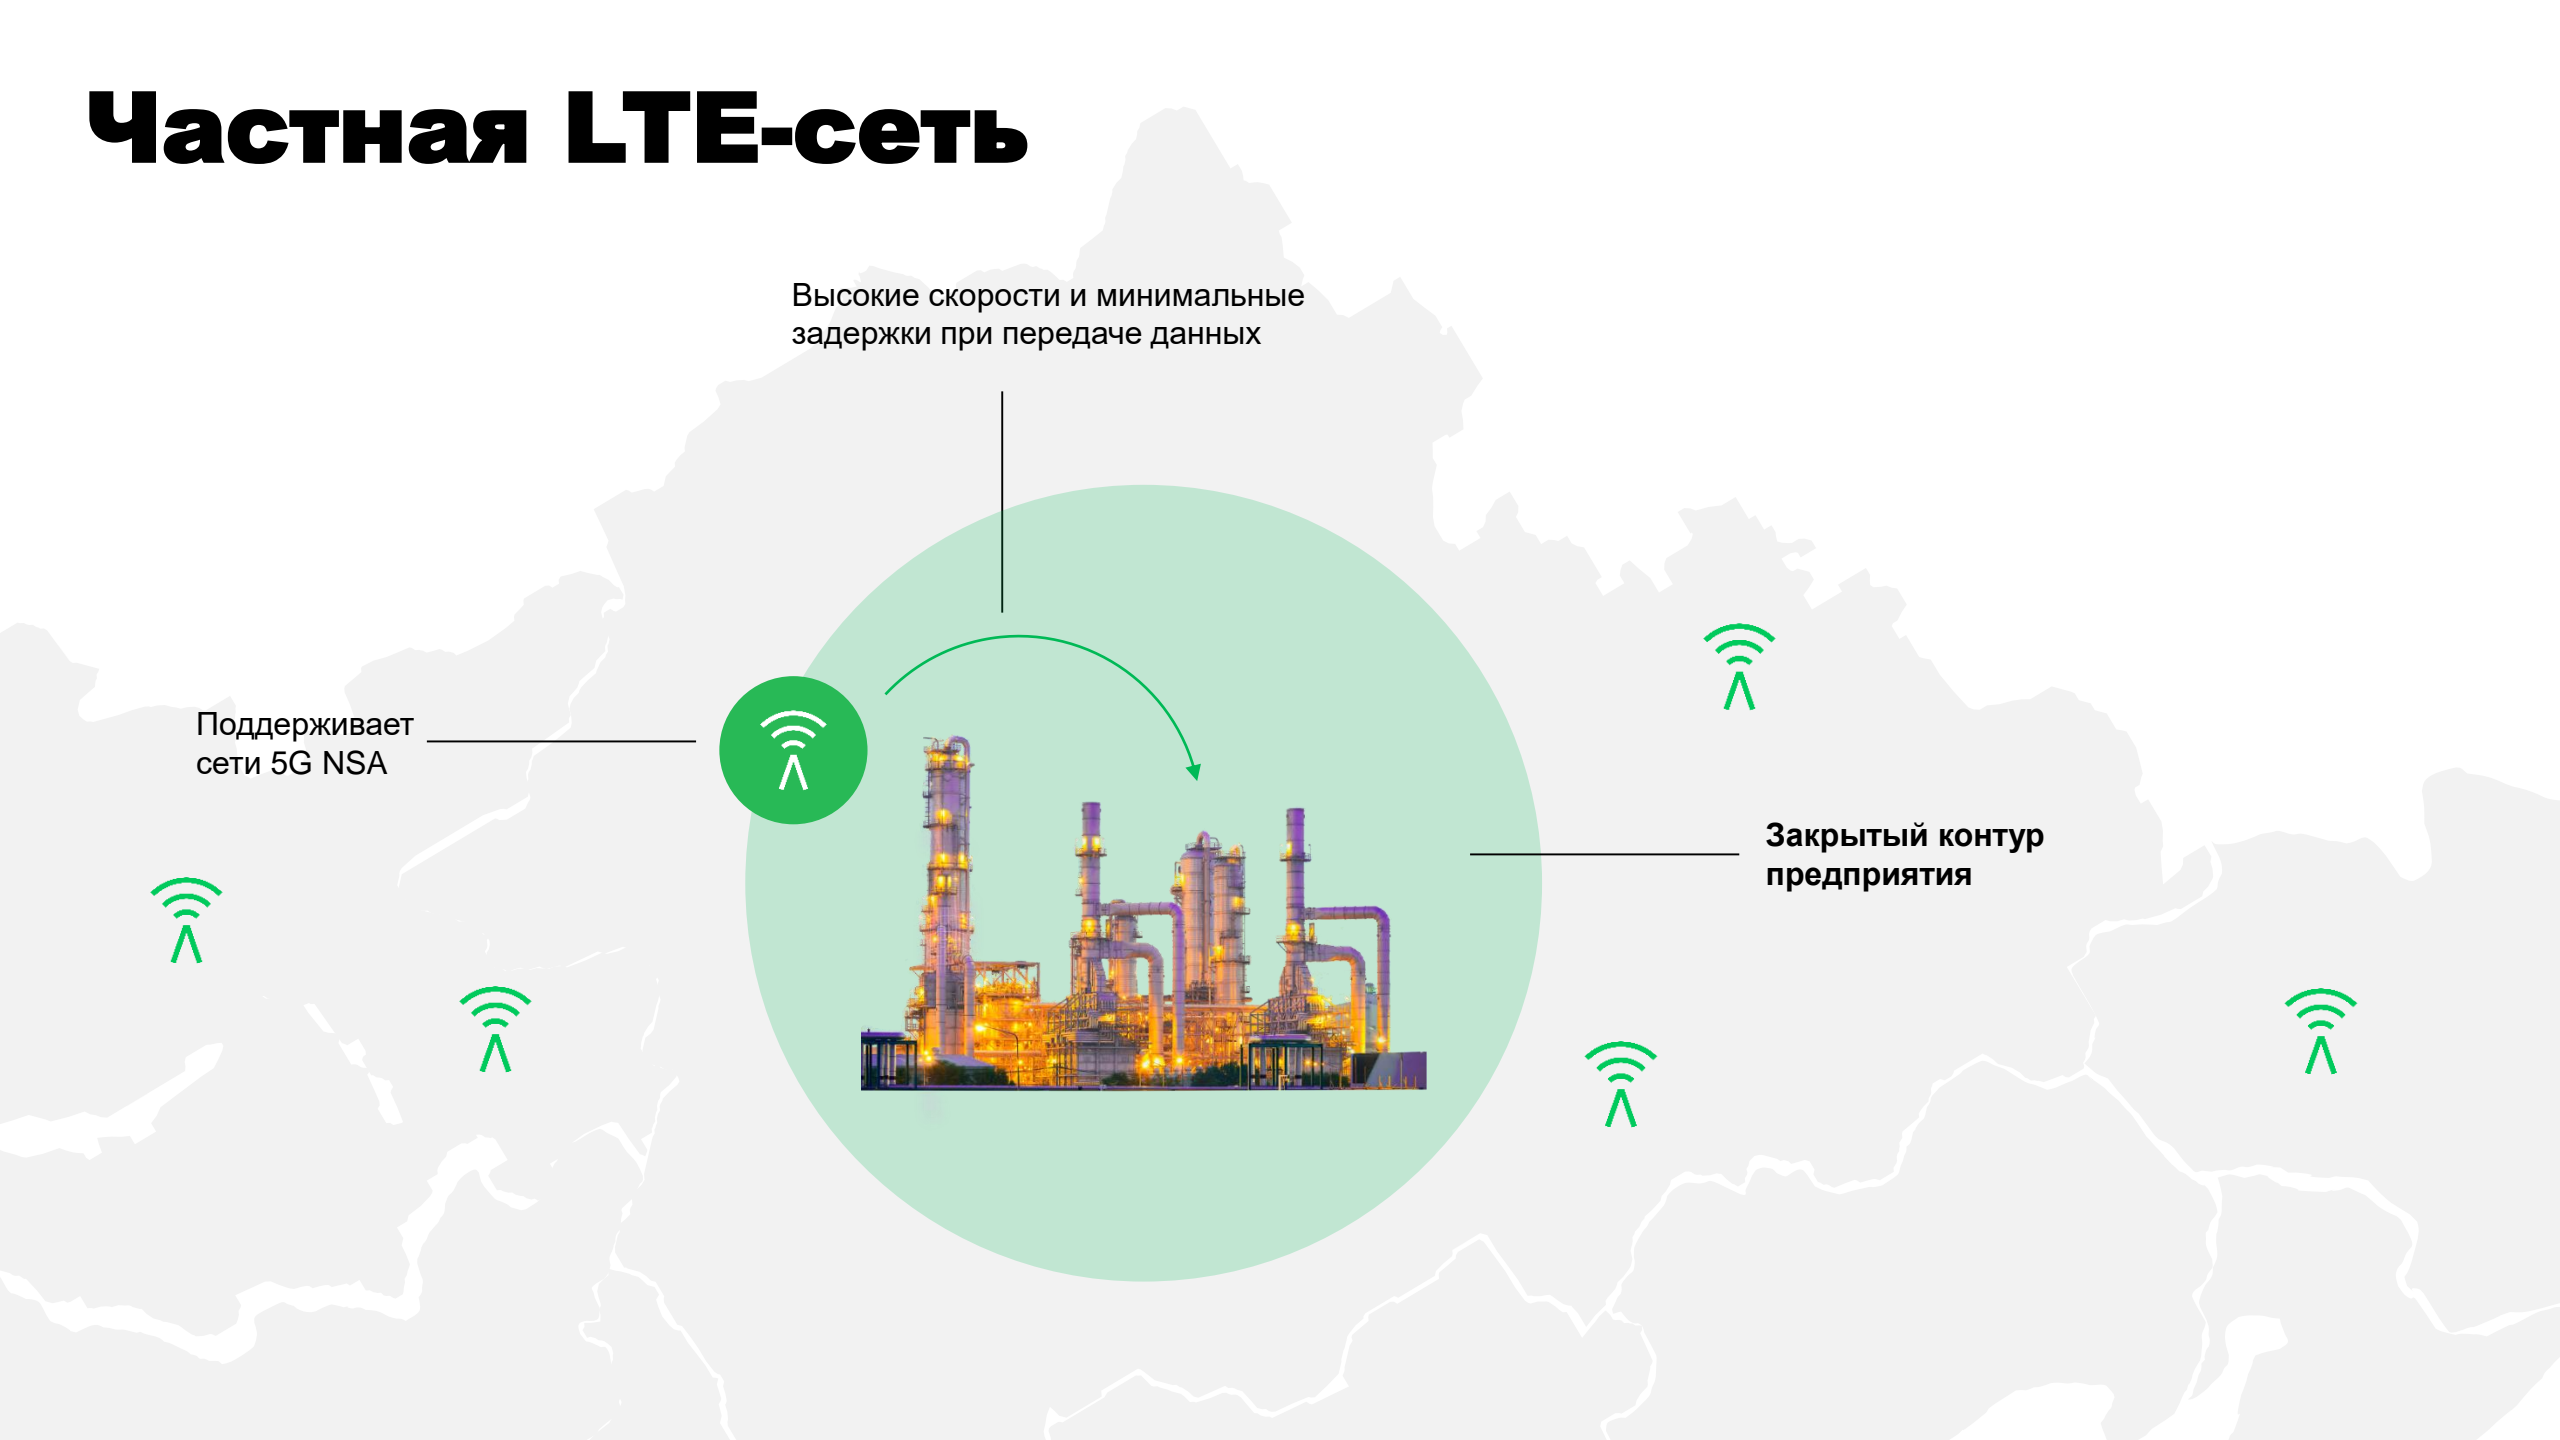 Частная LTE-сеть
Высокие скорости и минимальные
задержки при передаче данных
Поддерживает
сети 5G NSA
Закрытый контур
предприятия